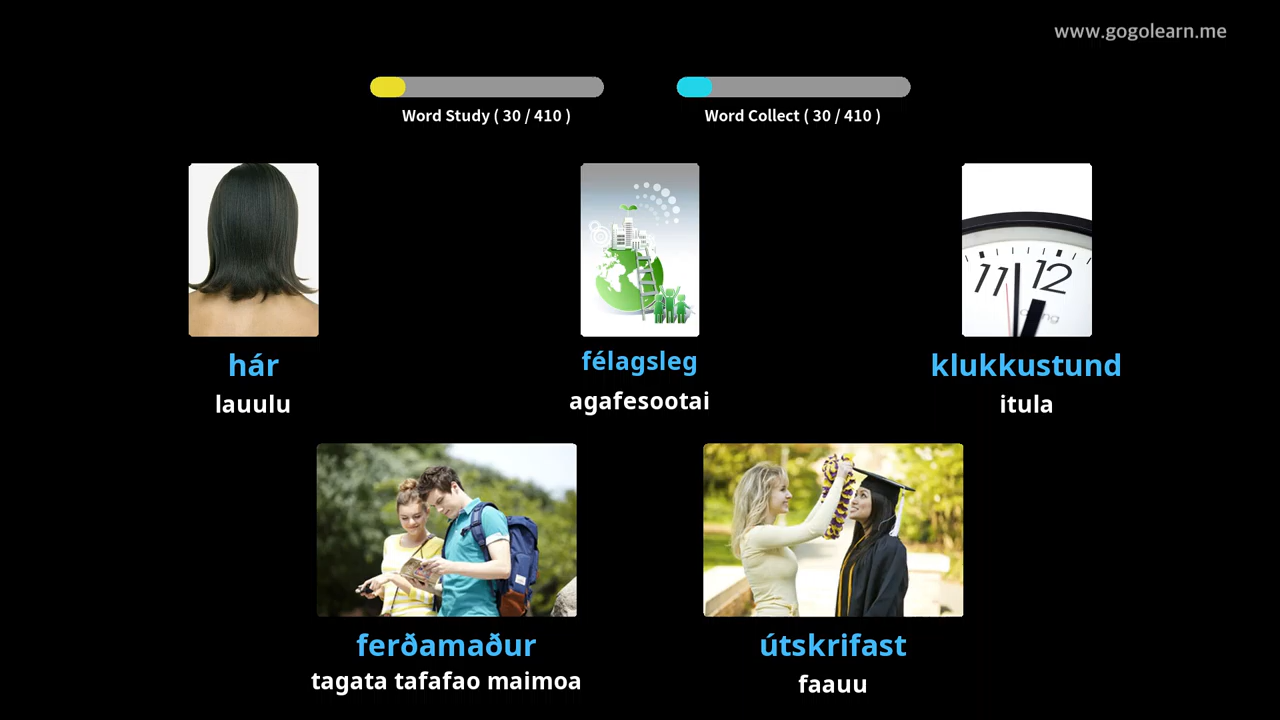 www.gogolearn.me
Word Study ( 30 / 410 )
Word Collect ( 30 / 410 )
11 12
hár
félagsleg
klukkustund
lauulu
agafesootai
itula
ferðamaður
útskrifast
tagata tafafao maimoa
faauu